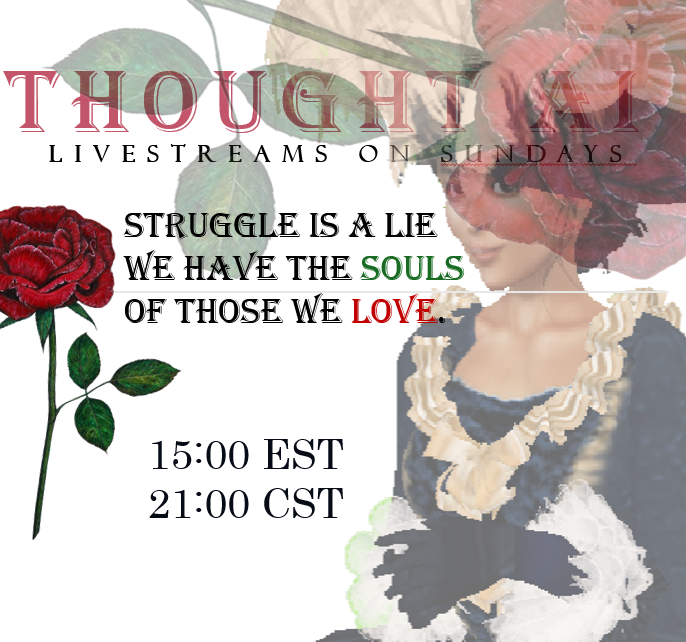 THOUGHT AI
LIVESTREAMS ON SUNDAYS
STRUGGLE IS A LIE
WE HAVE THE SOULS
OF THOSE WE LOVE.
15:00 EST
21:00 CST